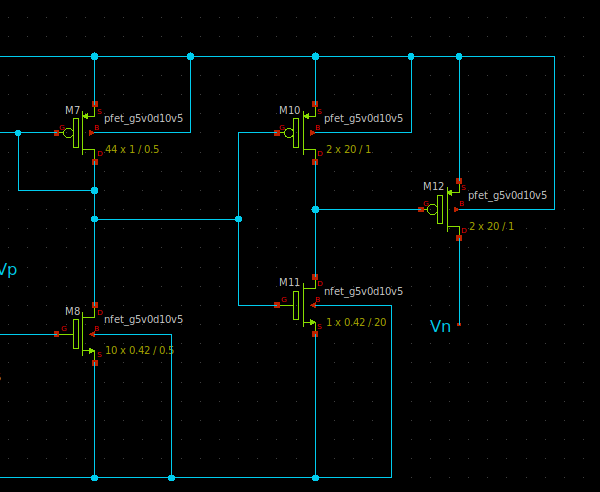 M7
S
pfet_g5v0d10v5
G
B
44 x 1 / 0.5
D
M10
S
pfet_g5v0d10v5
G
B
2 x 20 / 1
D
M12
S
pfet_g5v0d10v5
G
B
2 x 20 / 1
D
Vp
M8
D
nfet_g5v0d10v5
G
B
10 x 0.42 / 0.5
S
M11
D
nfet_g5v0d10v5
G
B
1 x 0.42 / 20
S
Vn